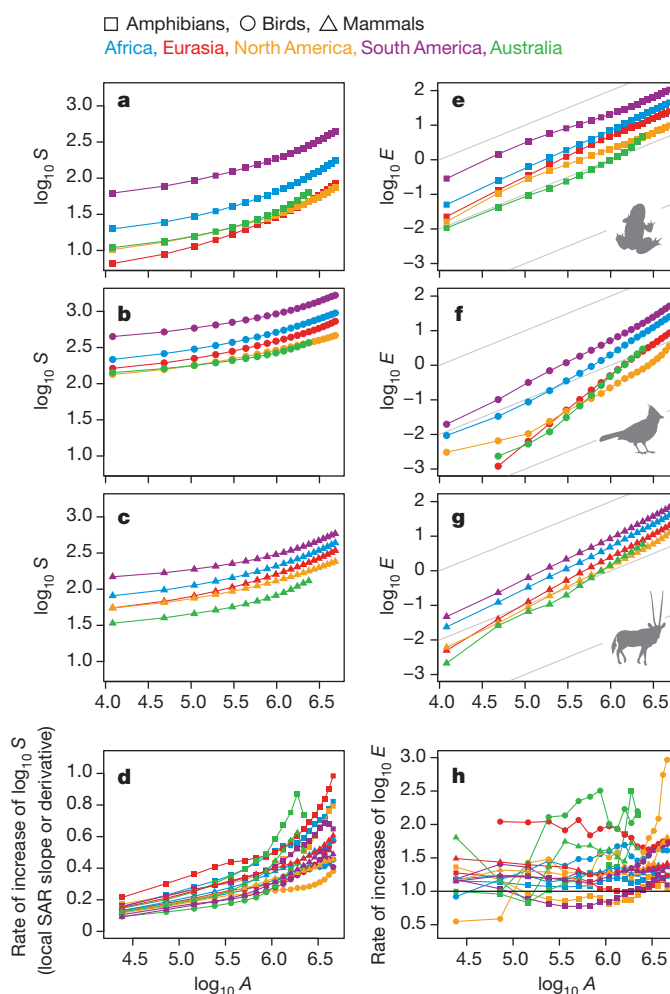 Amphibians, Birds, Mammals
Africa, Eurasia, North America, South America, Australia
a
3.0
2.5
2.0
1.5
1.0
log10 S
e
2
1
0
−1
−2
−3
log10 E
b
3.0
2.5
2.0
1.5
1.0
log10 S
f
2
1
0
−1
−2
−3
log10 E
c
3.0
2.5
2.0
1.5
1.0
log10 S
4.0 4.5 5.0 5.5 6.0 6.5
g
2
1
0
−1
−2
−3
log10 E
4.0 4.5 5.0 5.5 6.0 6.5
d
1.0
0.8
0.6
0.4
0.2
0
Rate of increase of log10 S
(local SAR slope or derivative)
4.5 5.0 5.5 6.0 6.5
log10 A
h
3.0
2.5
2.0
1.5
1.0
0.5
Rate of increase of log10 E
4.5 5.0 5.5 6.0 6.5
log10 A